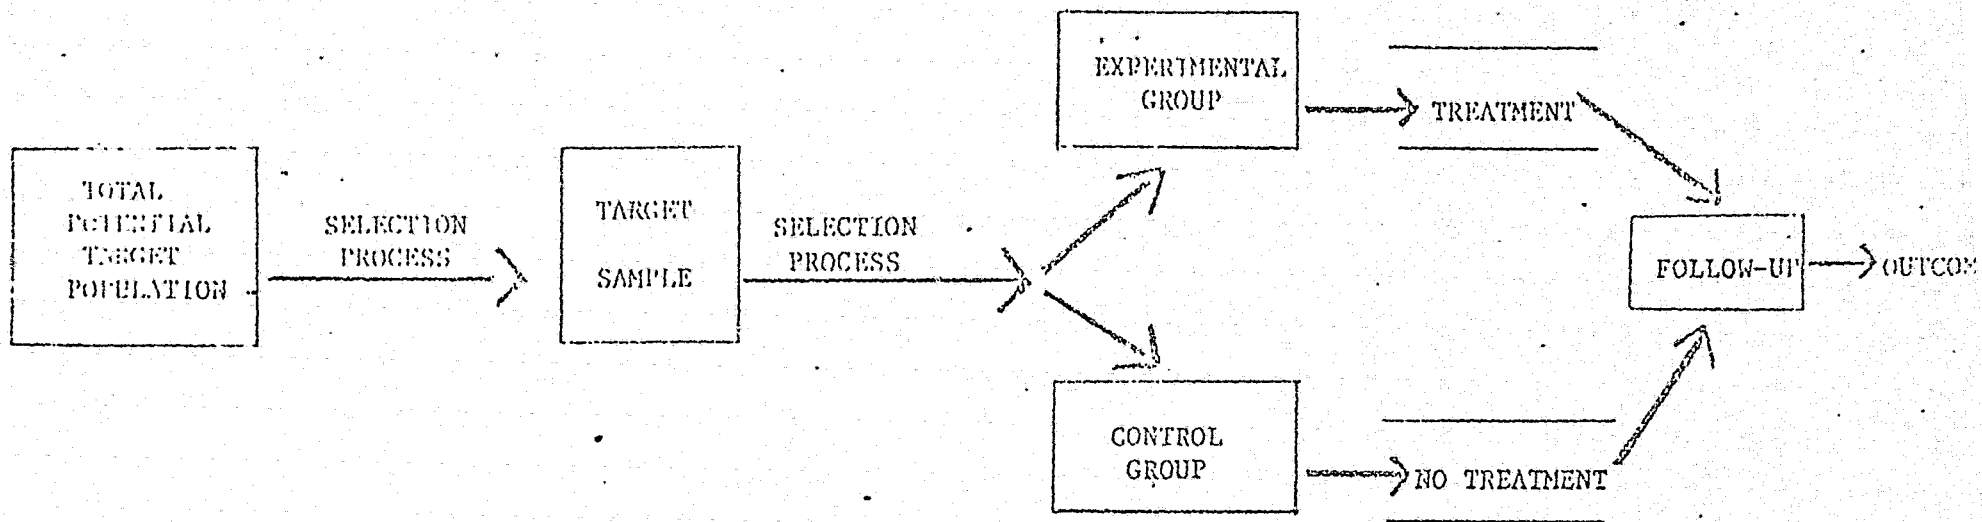 TOTAL
POTENTIAL
TARGET
POPULATION
SELECTION
PROCESS
TARGET
SAMPLE
SELECTION
PROCESS
EXPERIMENTAL
GROUP
TREATMENT
CONTROL
GROUP
NO TREATMENT
FOLLOW-UP
OUTCOM